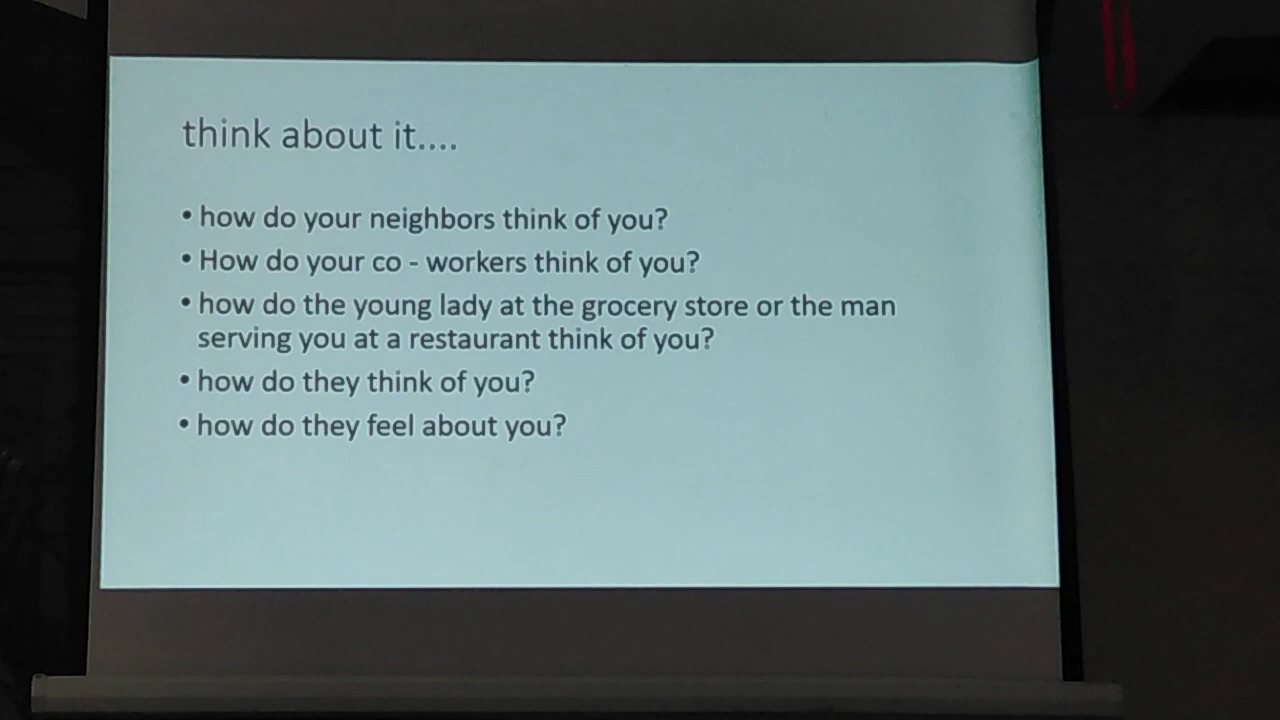 think about it....
• how do your neighbors think of you?
• How do your co - workers think of you?
• how do the young lady at the grocery store or the man
serving you at a restaurant think of you?
• how do they think of you?
• how do they feel about you?